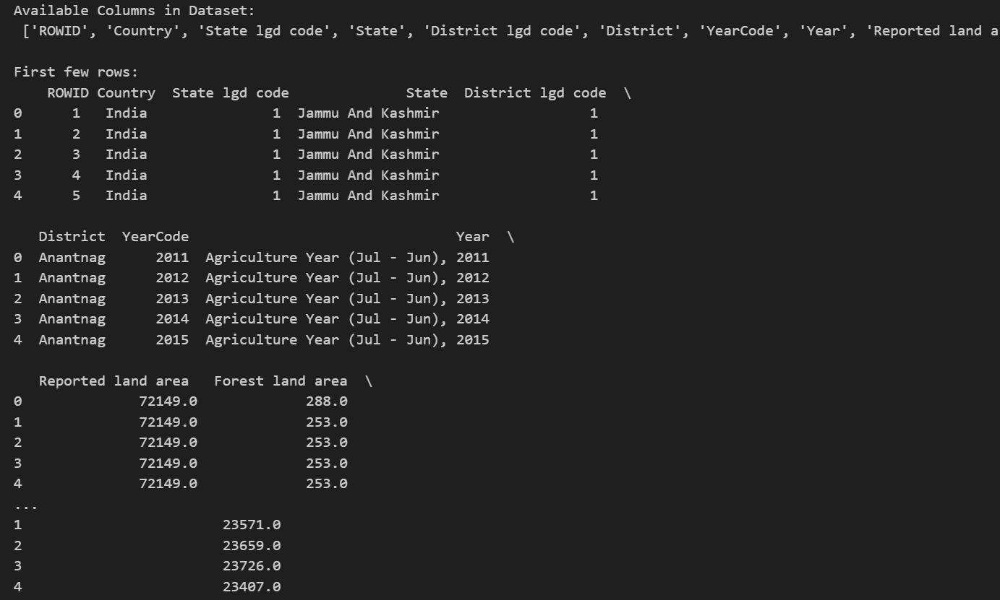 Available Columns in Dataset:
['ROWID', 'Country', 'State lgd code', 'State', 'District lgd code', 'District', 'YearCode', 'Year', 'Reported land a
First few rows:
ROWID Country State lgd code State District lgd code \
0 1 India 1 Jammu And Kashmir 1
1 2 India 1 Jammu And Kashmir 1
2 3 India 1 Jammu And Kashmir 1
3 4 India 1 Jammu And Kashmir 1
4 5 India 1 Jammu And Kashmir 1
District YearCode Year \
0 Anantnag 2011 Agriculture Year (Jul - Jun), 2011
1 Anantnag 2012 Agriculture Year (Jul - Jun), 2012
2 Anantnag 2013 Agriculture Year (Jul - Jun), 2013
3 Anantnag 2014 Agriculture Year (Jul - Jun), 2014
4 Anantnag 2015 Agriculture Year (Jul - Jun), 2015
Reported land area Forest land area \
0 72149.0 288.0
1 72149.0 253.0
2 72149.0 253.0
3 72149.0 253.0
4 72149.0 253.0
...
1 23571.0
2 23659.0
3 23726.0
4 23407.0